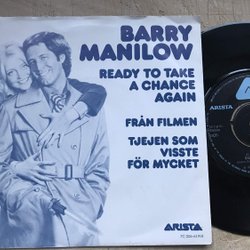 BARRY
MANILOW
READY TO TAKE
A CHANCE
AGAIN
FRÅN FILMEN
TJEJEN SOM
VISSTE
FÖR MYCKET
ARISTA
ARISTA